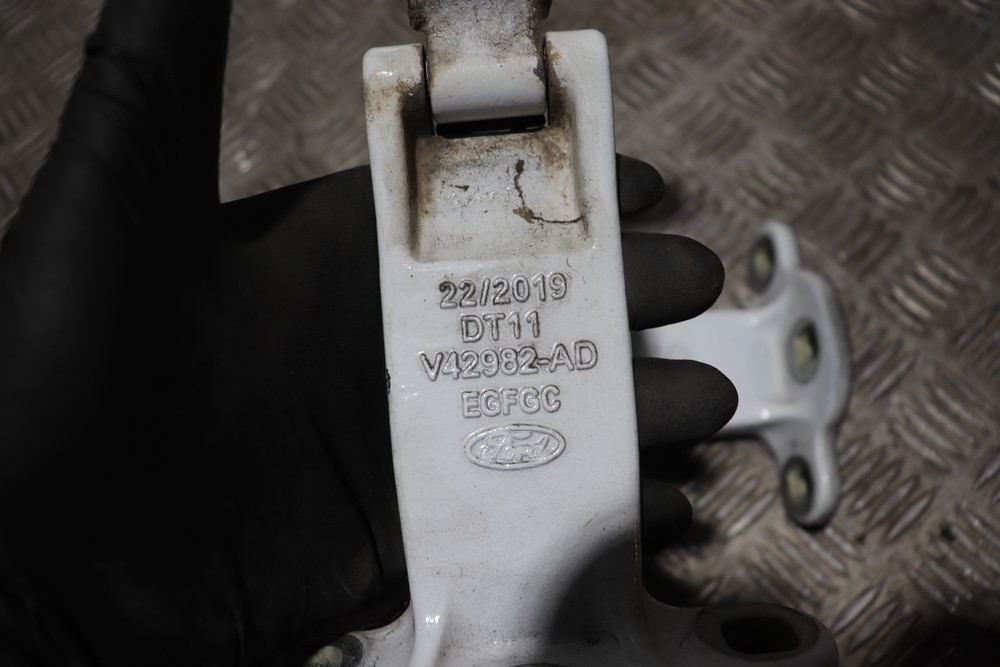 22/2019
DT11
V42982-AD
EGFGC
Ford